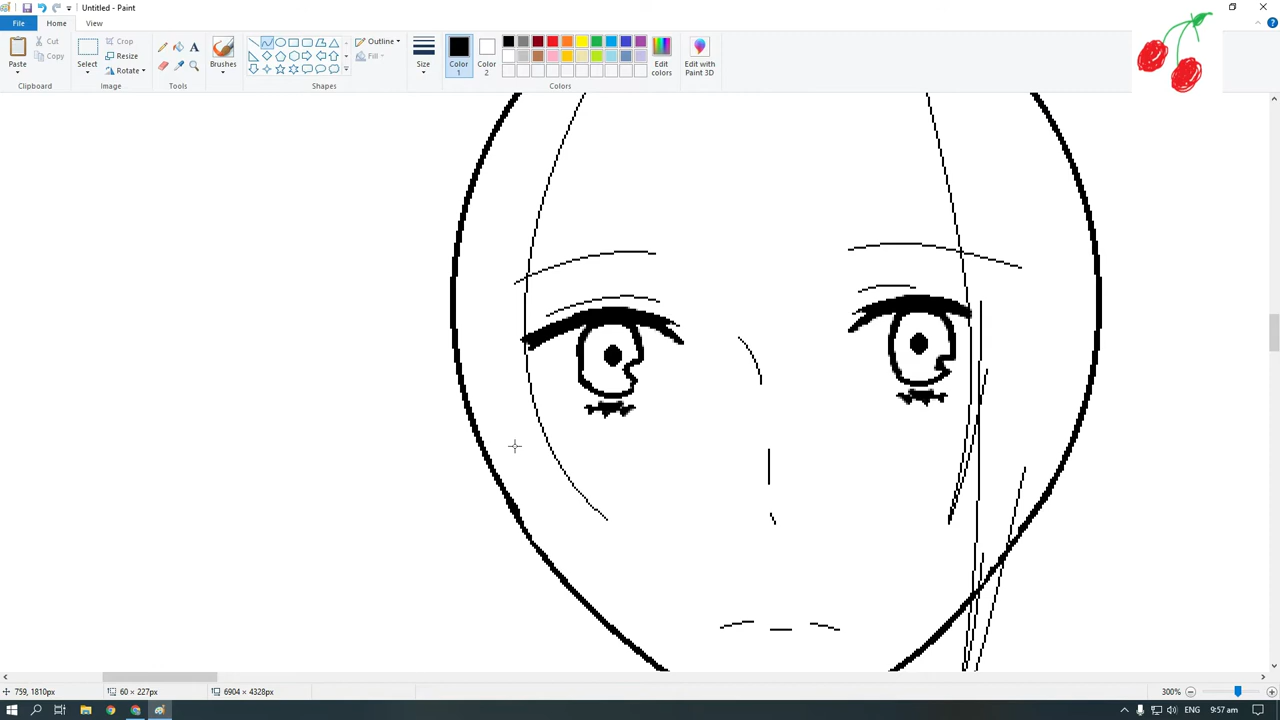 Untitled - Paint
File
Home
View
Paste
Cut
Copy
Clipboard
Select
Crop
Resize
Rotate
Image
Tools
Brushes
Outline
Fill
Shapes
Size
Color
1
Color
2
Colors
Edit
colors
Edit with
Paint 3D
759, 1810px
60 × 227px
6904 × 4328px
300%
ENG
9:57 am